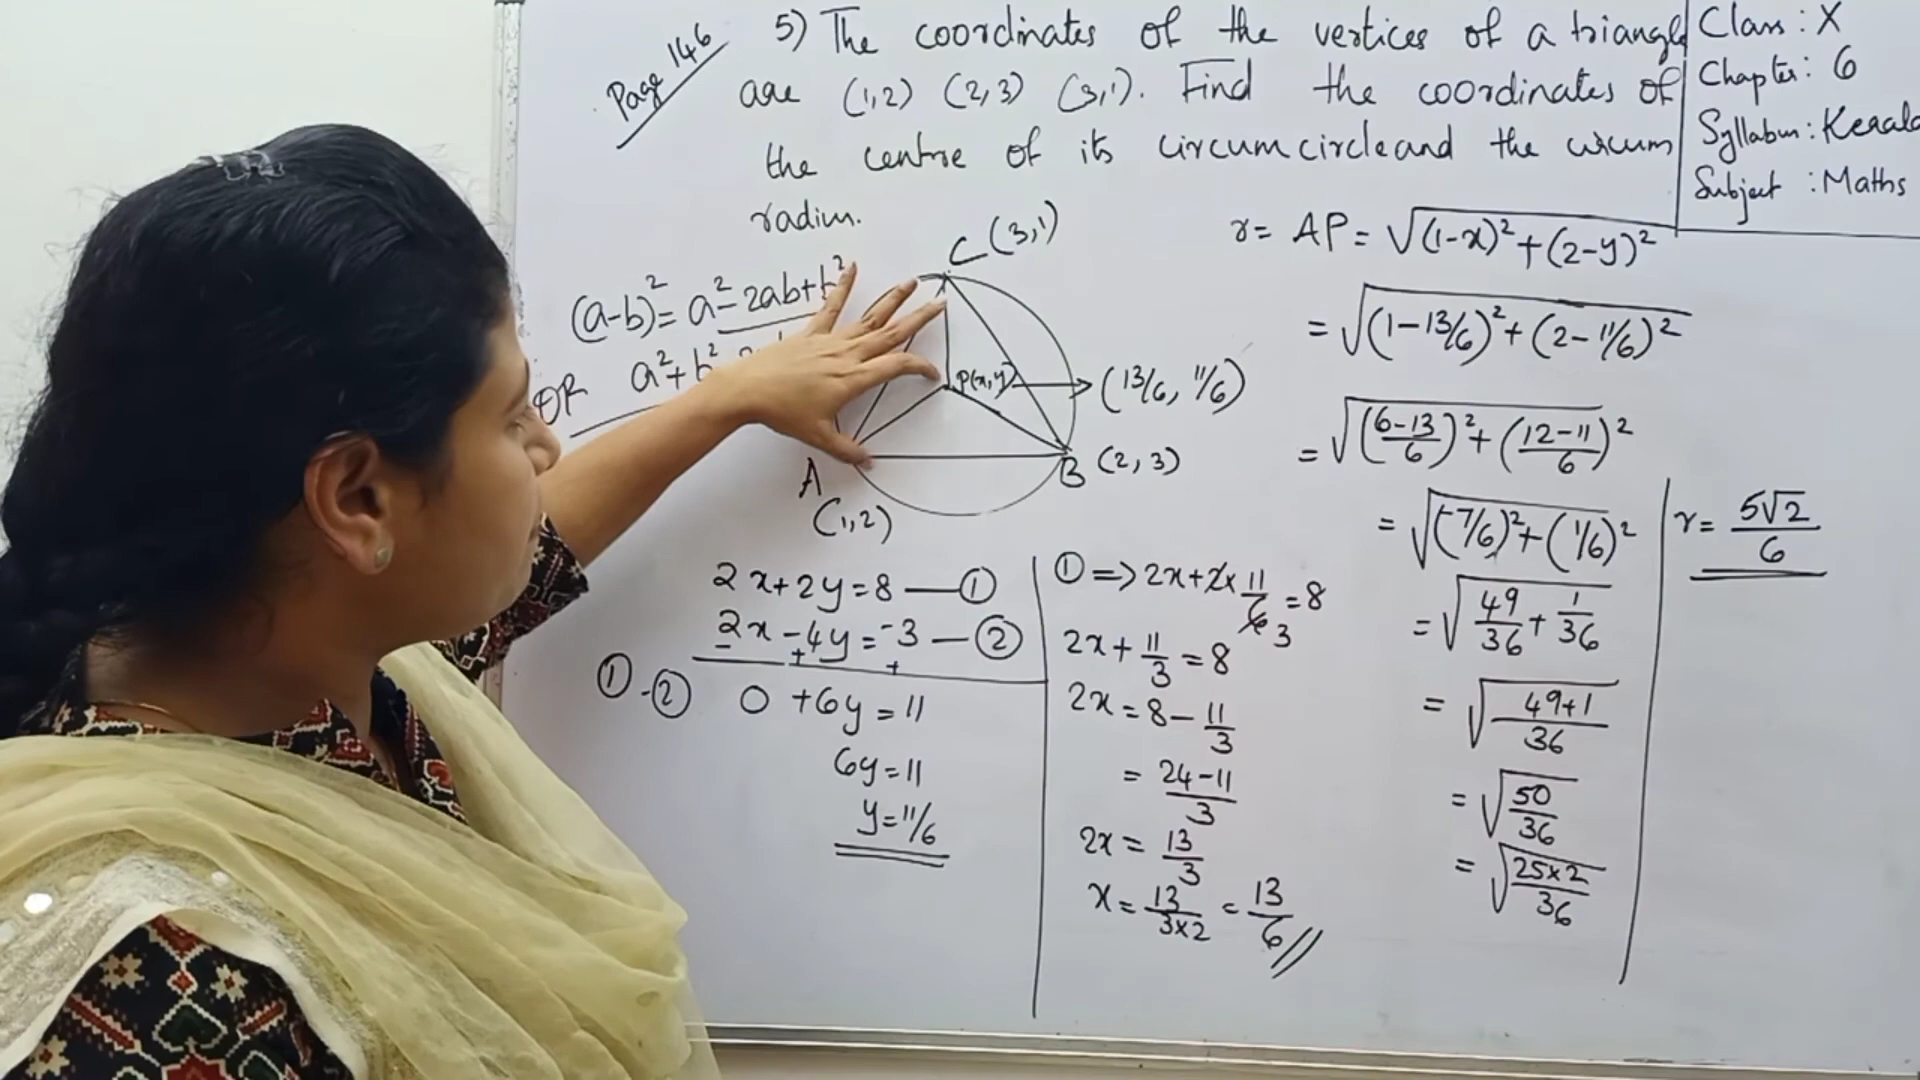 Page 146
5) The coordinates of the vertices of a triangle
are (1,2) (2,3) (3,1). Find the coordinates of
the centre of its circumcircle and the circum
radius.
Class : X
Chapter : 6
Syllabus : Kerala
Subject : Maths
(a-b)² = a² - 2ab + b²
OR a² + b²
C (3,1)
P(x,y)
(13/6, 11/6)
B (2,3)
A
(1,2)
2x+2y=8 — ①
2x-4y=-3 — ②
- + +
①-② 0 +6y = 11
6y = 11
y = 11/6
① => 2x+2x 11/6 = 8
3
2x + 11/3 = 8
2x = 8 - 11/3
= 24-11/3
2x = 13/3
x = 13/3x2 = 13/6 //
r = AP = √(1-x)²+(2-y)²
= √(1-13/6)²+(2-11/6)²
= √(6-13/6)²+(12-11/6)²
= √(-7/6)²+(1/6)²
= √49/36 + 1/36
= √49+1/36
= √50/36
= √25x2/36
r = 5√2/6